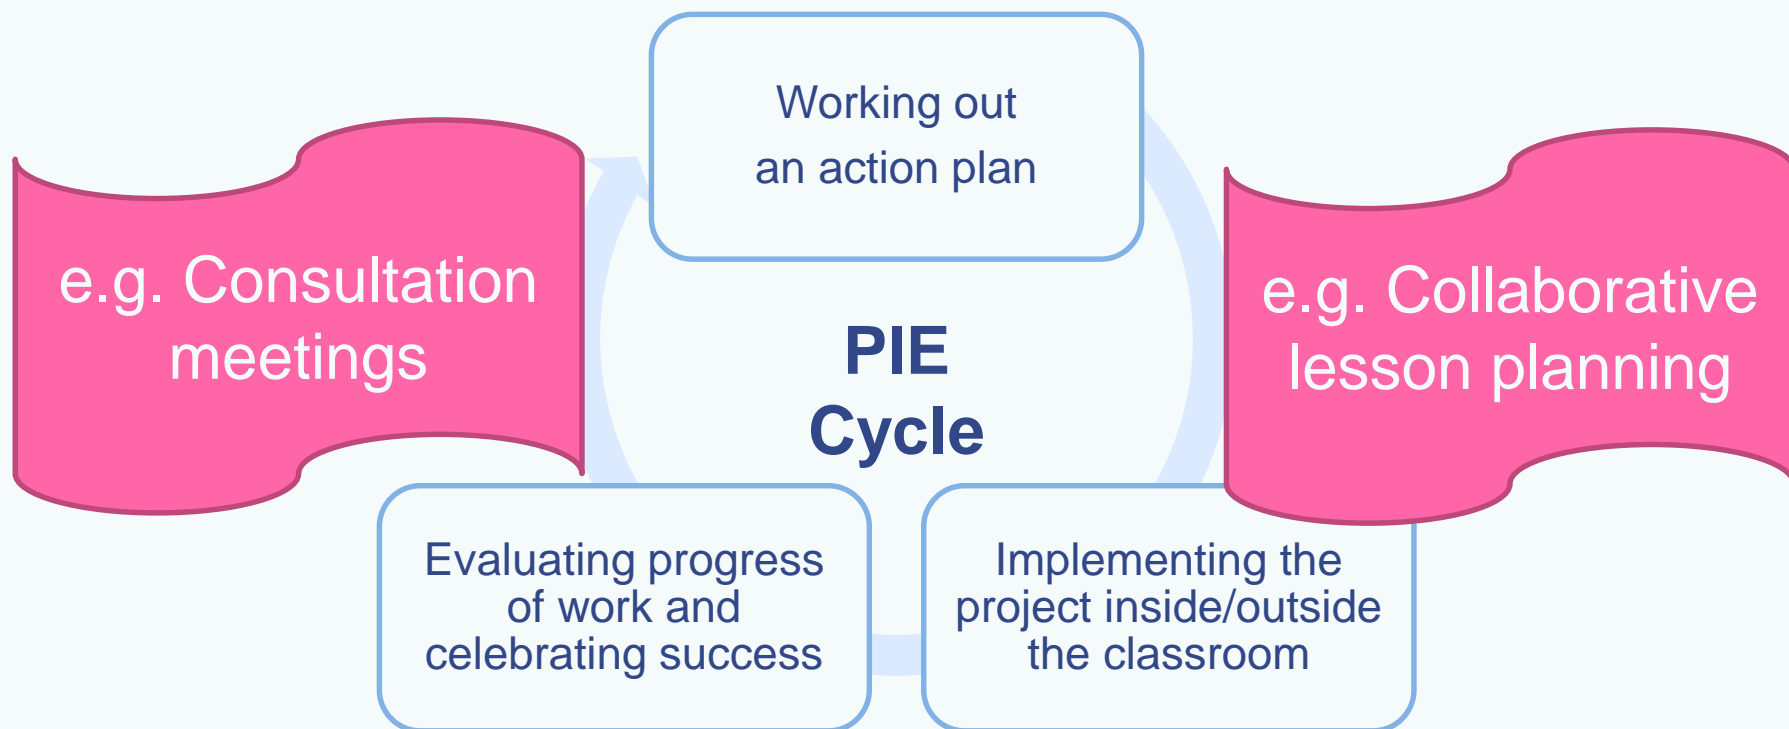 Working out
an action plan
e.g. Consultation
meetings
e.g. Collaborative
lesson planning
PIE
Cycle
Evaluating progress
of work and
celebrating success
Implementing the
project inside/outside
the classroom